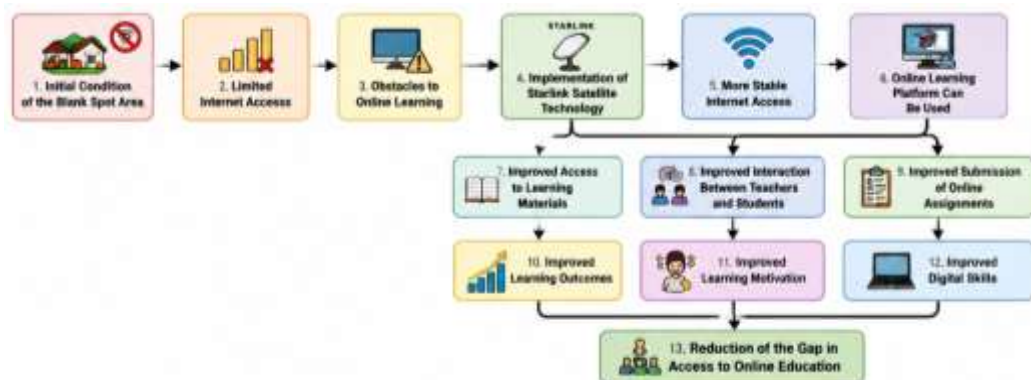 1. Initial Condition
of the Blank Spot Area
2. Limited
Internet Accesss
3. Obstacles to
Online Learning
STARLINK
4. Implementation of
Starlink Satellite
Technology
5. More Stable
Internet Access
6. Online Learning
Platform Can
Be Used
7. Improved Access
to Learning
Materials
8. Improved Interaction
Between Teachers
and Students
9. Improved Submission
of Online
Assignments
10. Improved
Learning Outcomes
11. Improved
Learning Motivation
12. Improved
Digital Skills
13. Reduction of the Gap in
Access to Online Education